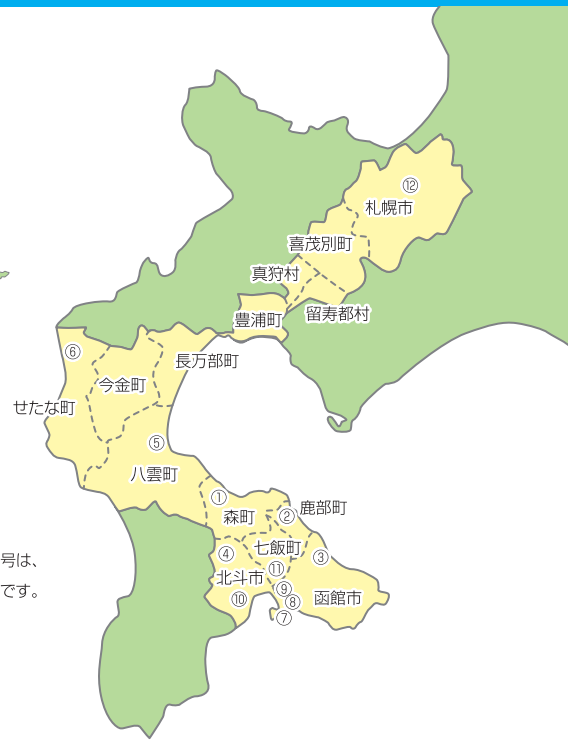 ⑫
札幌市
喜茂別町
真狩村
留寿都村
豊浦町
⑥
長万部町
今金町
せたな町
⑤
八雲町
①
森町
②
鹿部町
七飯町
③
④
⑪
北斗市
⑨
⑩
⑧
函館市
⑦
号は、
です。